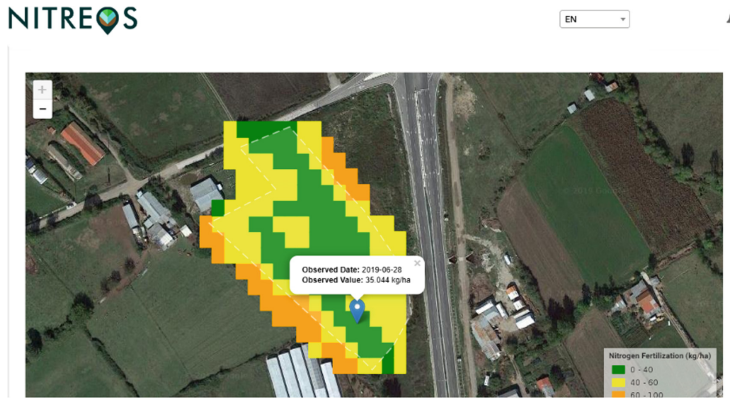 NITREOS
EN
+
−
×
Observed Date: 2019-06-28
Observed Value: 35.044 kg/ha
Nitrogen Fertilization (kg/ha)
0 - 40
40 - 60
60 - 100